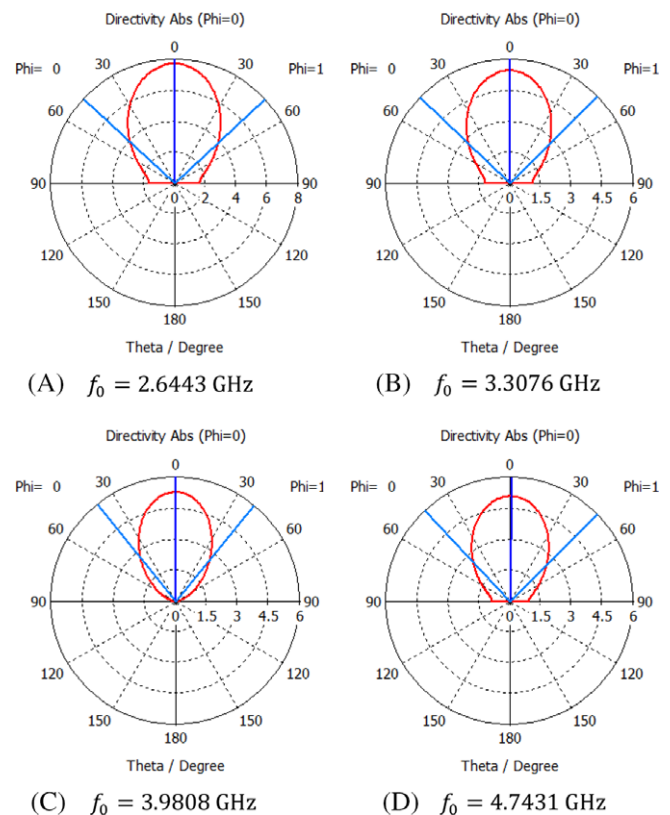 Directivity Abs (Phi=0)
0
Phi= 0 30 30 Phi=1
60 60
90 90
0 2 4 6 8
120 120
150 150
180
Theta / Degree
(A) f₀ = 2.6443 GHz
Directivity Abs (Phi=0)
0
Phi= 0 30 30 Phi=1
60 60
90 90
0 1.5 3 4.5 6
120 120
150 150
180
Theta / Degree
(B) f₀ = 3.3076 GHz
Directivity Abs (Phi=0)
0
Phi= 0 30 30 Phi=1
60 60
90 90
0 1.5 3 4.5 6
120 120
150 150
180
Theta / Degree
(C) f₀ = 3.9808 GHz
Directivity Abs (Phi=0)
0
Phi= 0 30 30 Phi=1
60 60
90 90
0 1.5 3 4.5 6
120 120
150 150
180
Theta / Degree
(D) f₀ = 4.7431 GHz